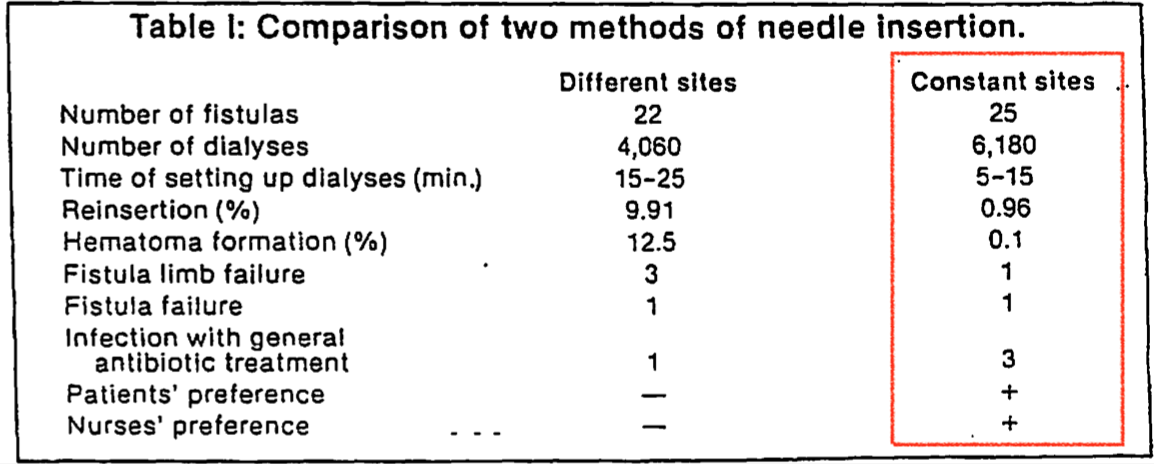 Table I: Comparison of two methods of needle insertion.
Different sites Constant sites
Number of fistulas 22 25
Number of dialyses 4,060 6,180
Time of setting up dialyses (min.) 15–25 5–15
Reinsertion (%) 9.91 0.96
Hematoma formation (%) 12.5 0.1
Fistula limb failure 3 1
Fistula failure 1 1
Infection with general
antibiotic treatment 1 3
Patients' preference — +
Nurses' preference — +